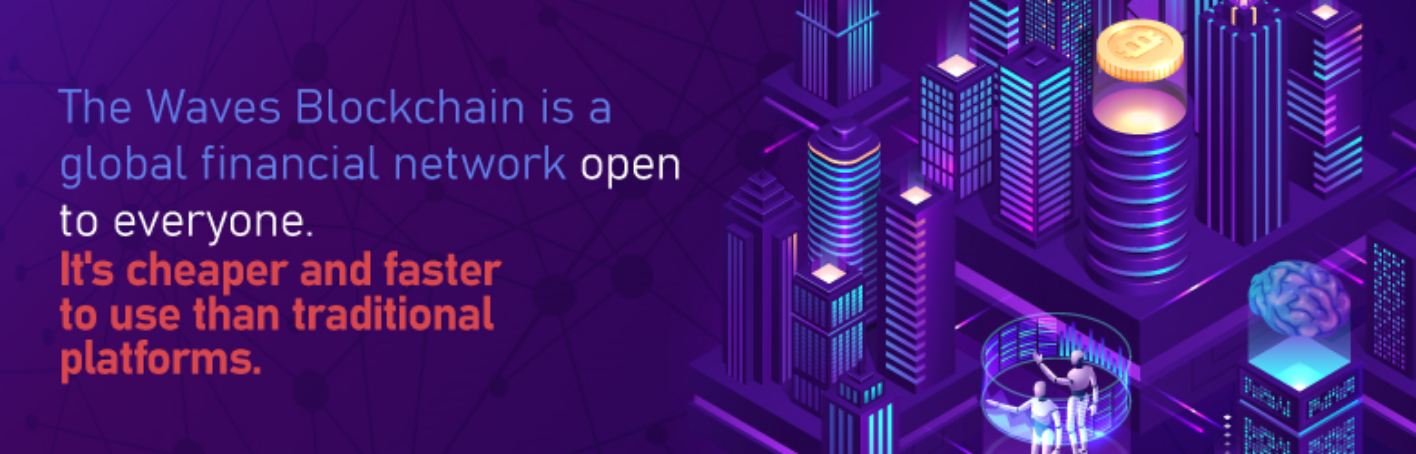 The Waves Blockchain is a
global financial network open
to everyone.
It's cheaper and faster
to use than traditional
platforms.